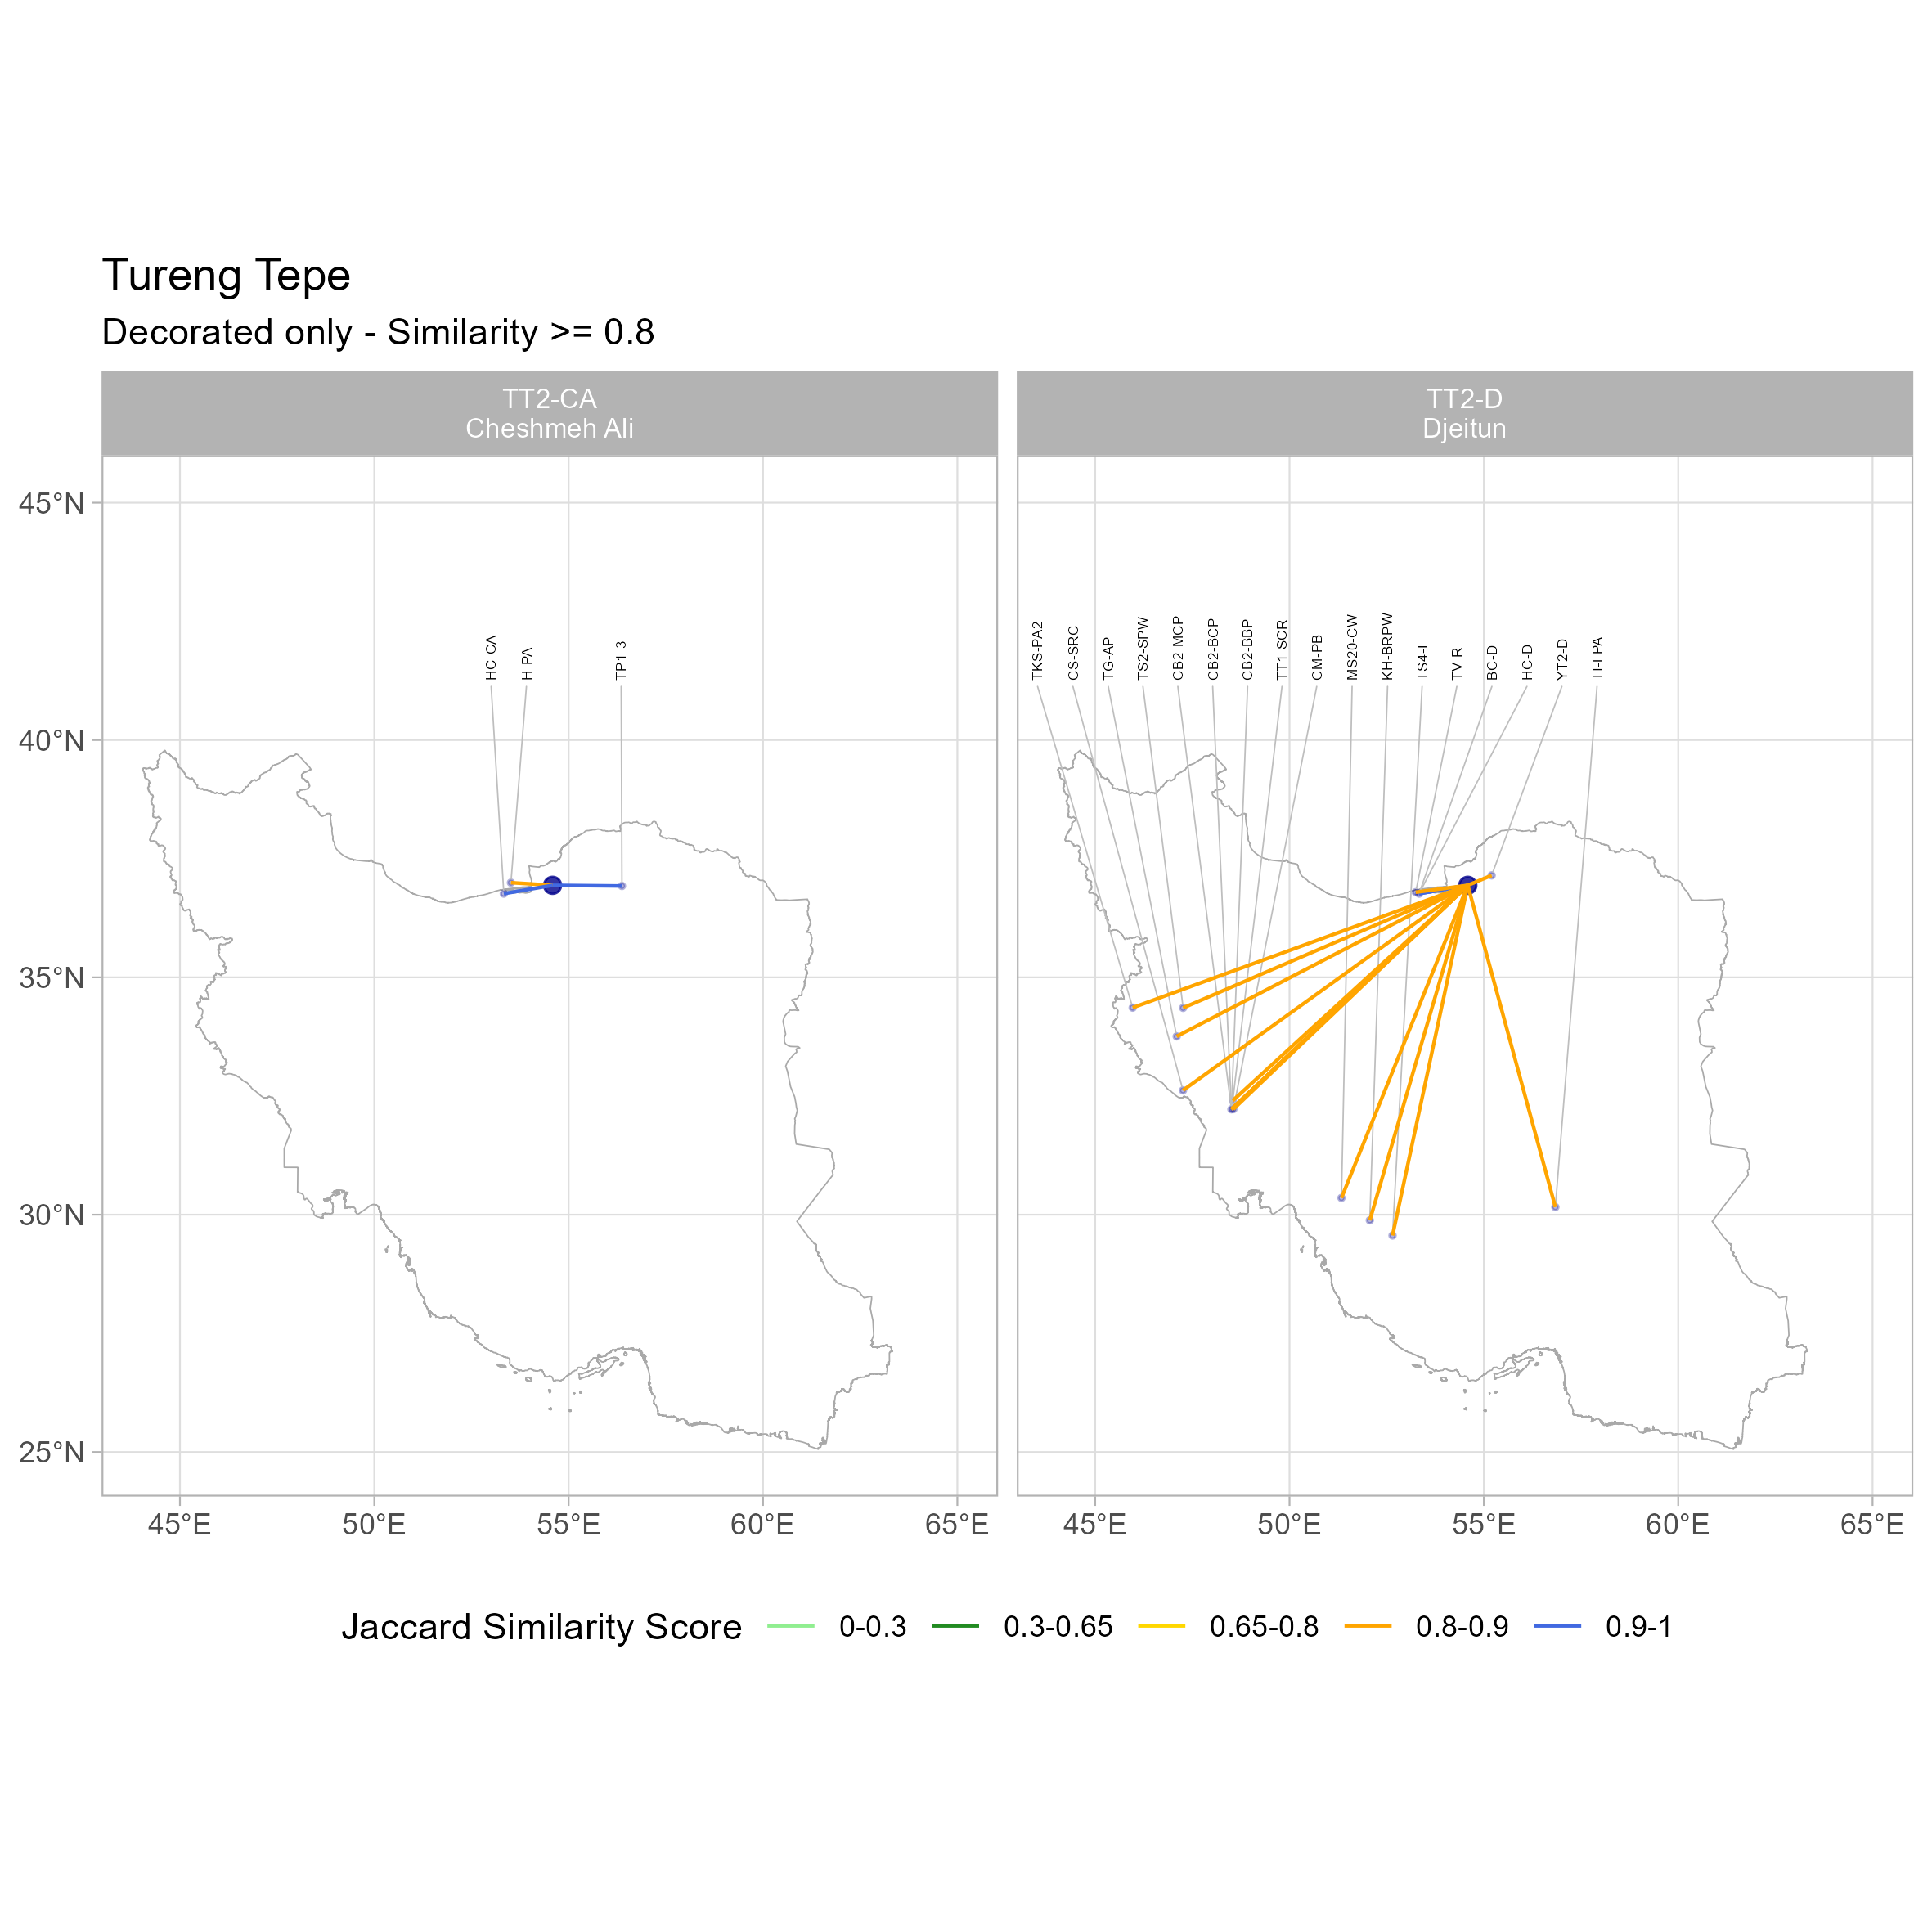 Tureng Tepe
Decorated only - Similarity >= 0.8
TT2-CA
Cheshmeh Ali
TT2-D
Djeitun
HC-CA
H-PA
TP1-3
TKS-PA2
CS-SRC
TG-AP
TS2-SPW
CB2-MCP
CB2-BCP
CB2-BBP
TT1-SCR
CM-PB
MS20-CW
KH-BRPW
TS4-F
TV-R
BC-D
HC-D
YT2-D
TI-LPA
45°N
40°N
35°N
30°N
25°N
45°E 50°E 55°E 60°E 65°E
45°E 50°E 55°E 60°E 65°E
Jaccard Similarity Score 0-0.3 0.3-0.65 0.65-0.8 0.8-0.9 0.9-1